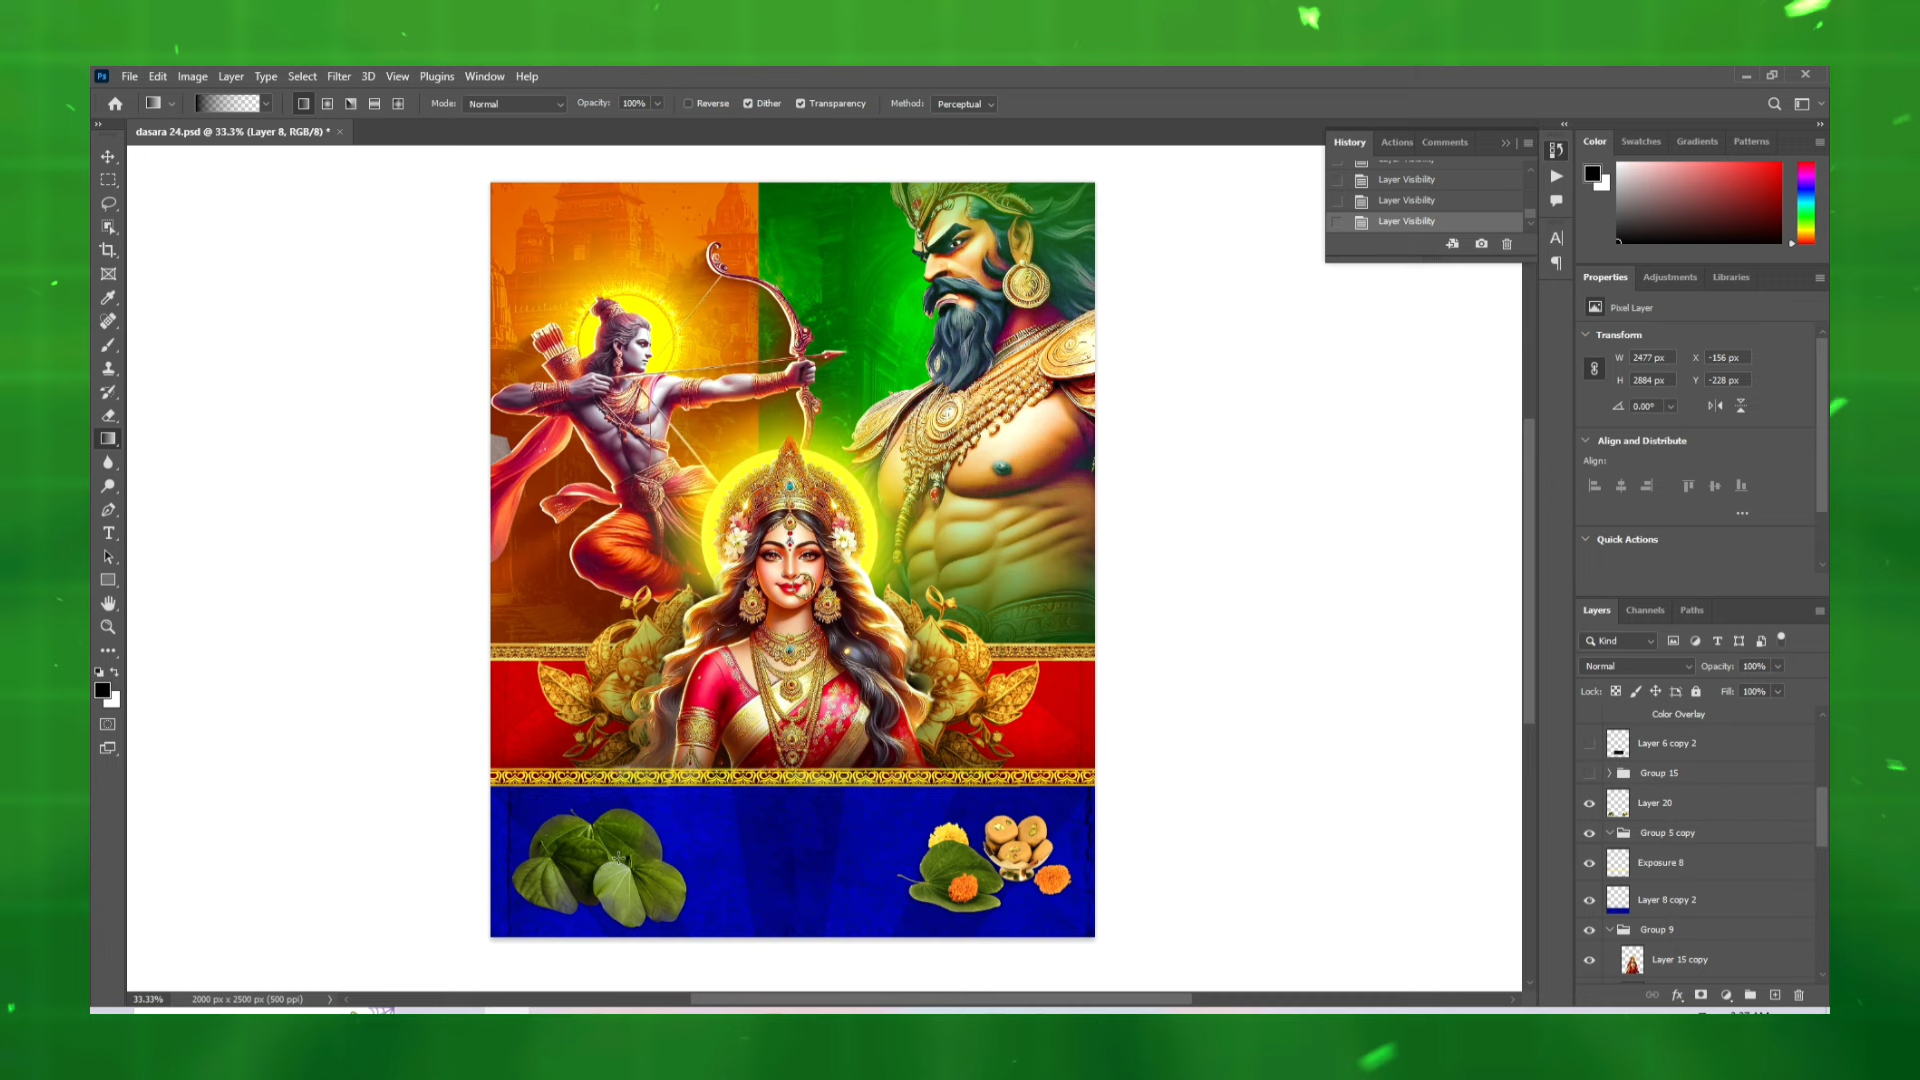 Ps File Edit Image Layer Type Select Filter 3D View Plugins Window Help
Mode: Normal Opacity: 100% Reverse Dither Transparency Method: Perceptual
dasara 24.psd @ 33.3% (Layer 8, RGB/8) * ×
History Actions Comments
Layer Visibility
Layer Visibility
Layer Visibility
Layer Visibility
Color Swatches Gradients Patterns
Properties Adjustments Libraries
Pixel Layer
Transform
W 2477 px X -156 px
H 2884 px Y -228 px
0.00°
Align and Distribute
Align:
Quick Actions
Layers Channels Paths
Kind
Normal Opacity: 100%
Lock: Fill: 100%
Color Overlay
Layer 6 copy 2
Group 15
Layer 20
Group 5 copy
Exposure 8
Layer 8 copy 2
Group 9
Layer 15 copy
33.33% 2000 px x 2500 px (500 ppi)